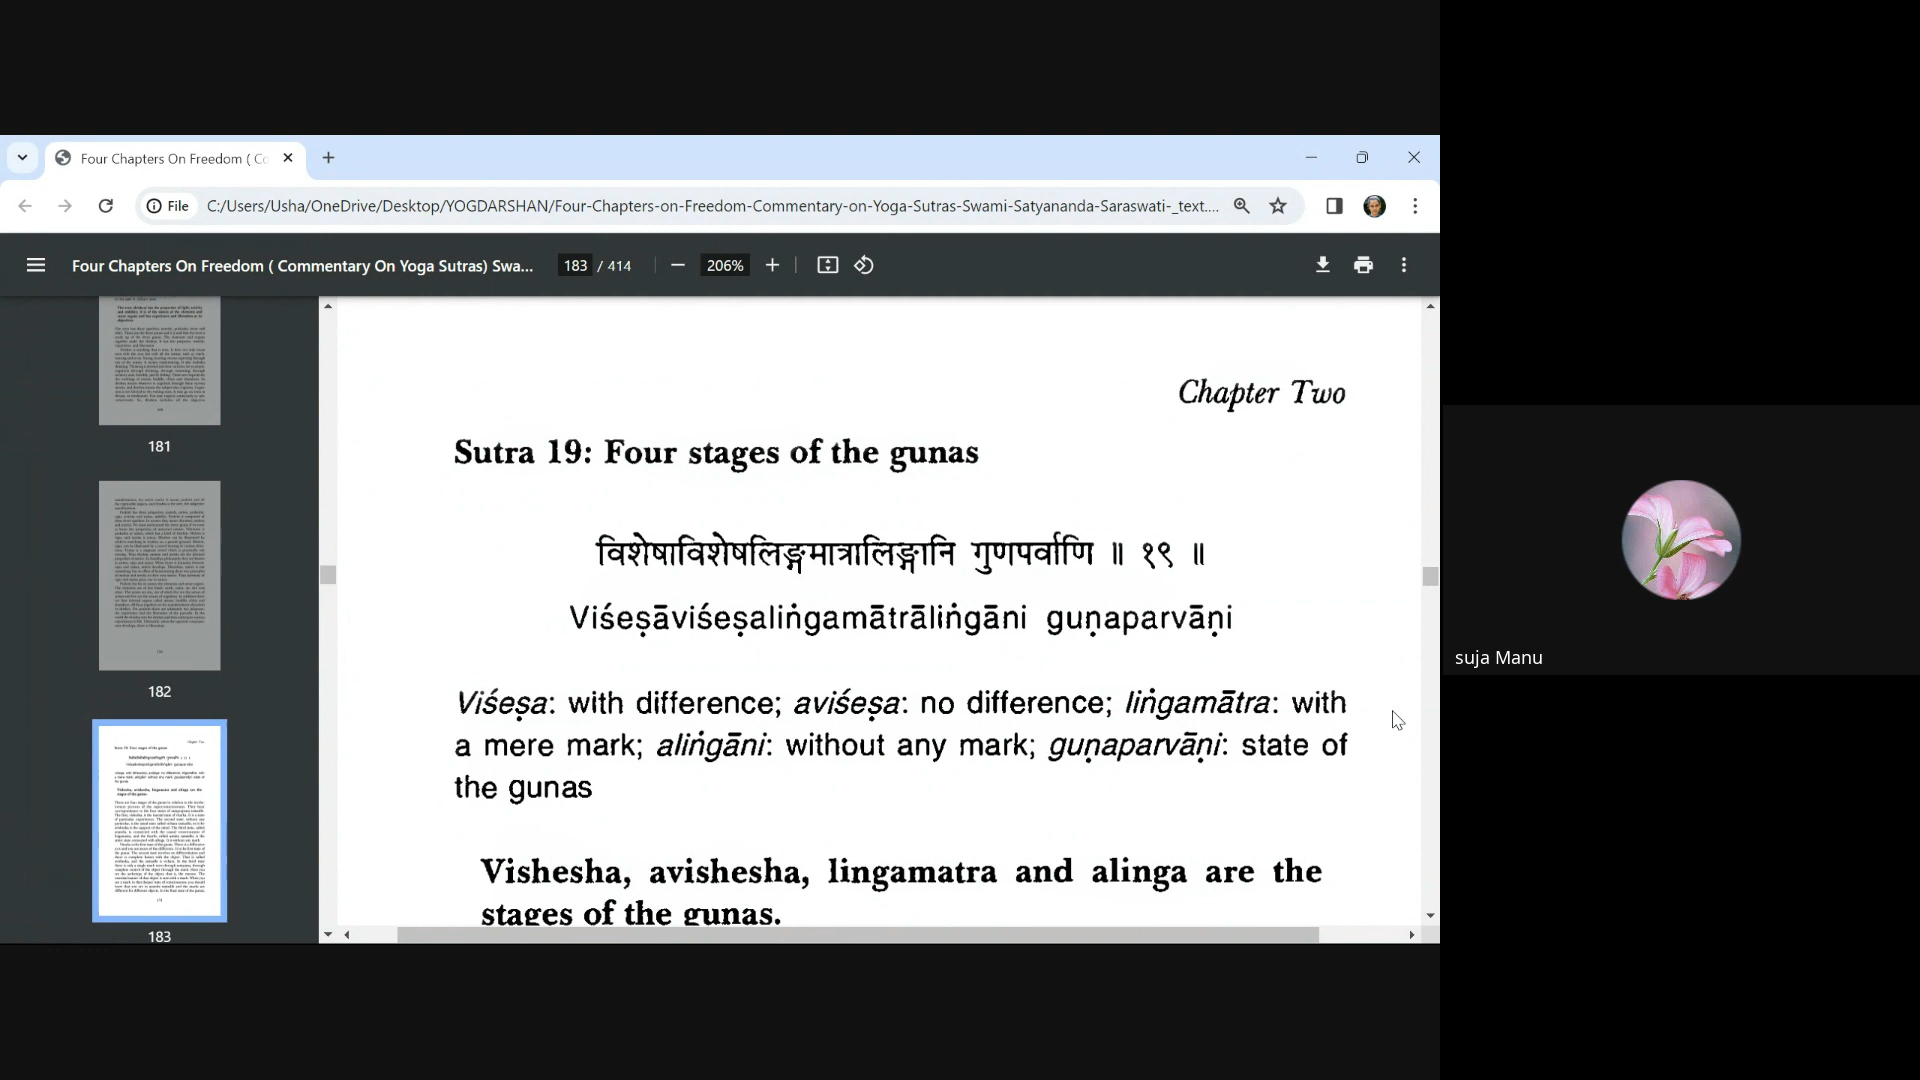 Four Chapters On Freedom ( Co
File
C:/Users/Usha/OneDrive/Desktop/YOGDARSHAN/Four-Chapters-on-Freedom-Commentary-on-Yoga-Sutras-Swami-Satyananda-Saraswati-_text....
Four Chapters On Freedom ( Commentary On Yoga Sutras) Swa...
183 / 414
206%
181
182
183
Chapter Two
Sutra 19: Four stages of the gunas
विशेषाविशेषलिङ्गमात्रालिङ्गानि गुणपर्वाणि ॥ १९ ॥
Viśeṣāviśeṣaliṅgamātrāliṅgāni guṇaparvāṇi
Viśeṣa: with difference; aviśeṣa: no difference; liṅgamātra: with
a mere mark; aliṅgāni: without any mark; guṇaparvāṇi: state of
the gunas
Vishesha, avishesha, lingamatra and alinga are the
stages of the gunas.
suja Manu